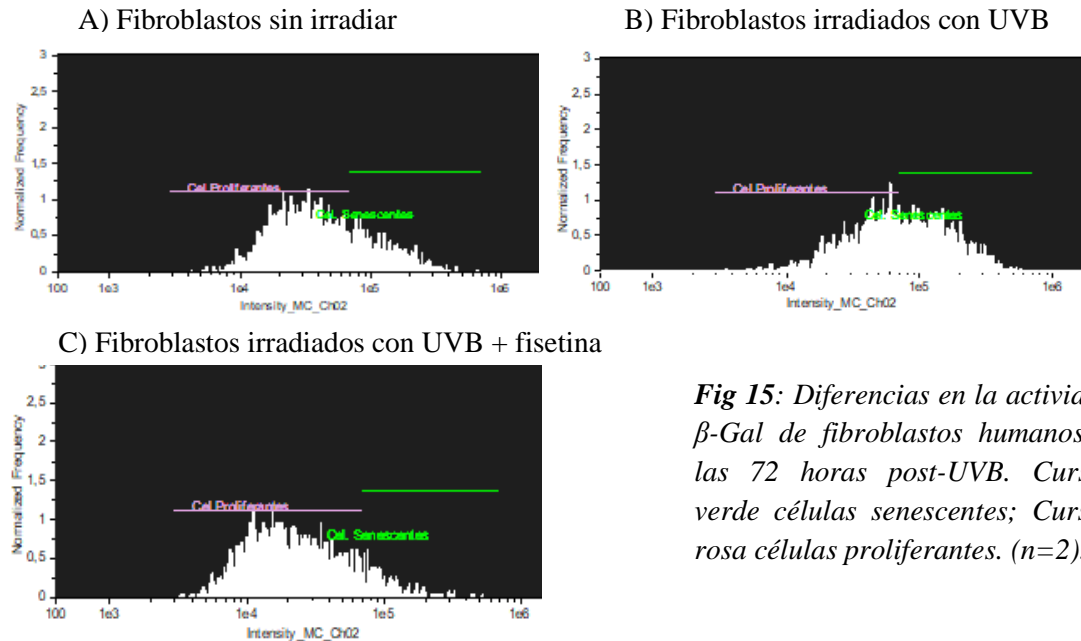 A) Fibroblastos sin irradiar
B) Fibroblastos irradiados con UVB
3
2,5
2
1,5
1
0,5
0
Normalized Frequency
Cel Proliferantes
Cel. Senescentes
100 1e3 1e4 1e5 1e6
Intensity_MC_Ch02
3
2,5
2
1,5
1
0,5
0
Normalized Frequency
Cel Proliferantes
Cel. Senescentes
100 1e3 1e4 1e5 1e6
Intensity_MC_Ch02
C) Fibroblastos irradiados con UVB + fisetina
2,5
2
1,5
1
0,5
0
Normalized Frequency
Cel Proliferantes
Cel. Senescentes
100 1e3 1e4 1e5 1e6
Intensity_MC_Ch02
Fig 15: Diferencias en la activid
β-Gal de fibroblastos humanos
las 72 horas post-UVB. Curs
verde células senescentes; Curs
rosa células proliferantes. (n=2)